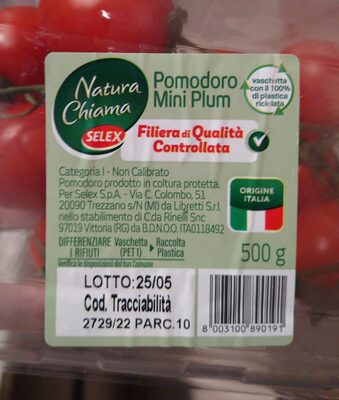 Natura
Chiama
SELEX
Pomodoro
Mini Plum
vaschetta
con il 100%
di plastica
riciclata
Filiera di Qualità
Controllata
Categoria I - Non Calibrato
Pomodoro prodotto in coltura protetta.
Per Selex S.p.A. - Via C. Colombo, 51
20090 Trezzano s/N (MI) da Libretti S.r.l.
nello stabilimento di C.da Rinelli Snc
97019 Vittoria (RG) da B.D.N.O.O. ITA0118492
ORIGINE
ITALIA
DIFFERENZIARE
I RIFIUTI
Vaschetta
(PET 1)
Raccolta
Plastica
Verifica le disposizioni del tuo Comune
500 g
LOTTO:25/05
Cod. Tracciabilità
2729/22 PARC.10
8 003100 890191